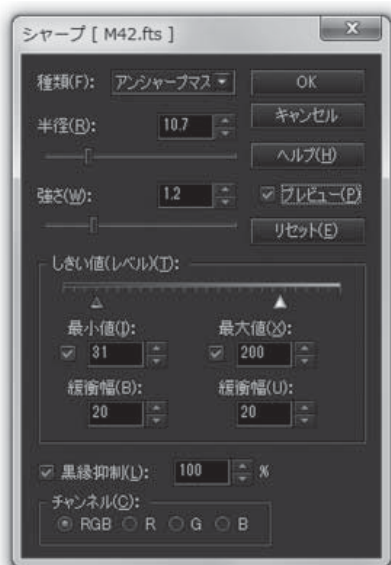 シャープ [ M42.fts ]
種類(F): アンシャープマス OK
半径(R): 10.7 キャンセル
ヘルプ(H)
強さ(W): 1.2 プレビュー(P)
リセット(E)
しきい値(レベル)(T):
最小値(I): 最大値(X):
31 200
緩衝幅(B): 緩衝幅(U):
20 20
黒縁抑制(L): 100 %
チャンネル(C):
RGB R G B